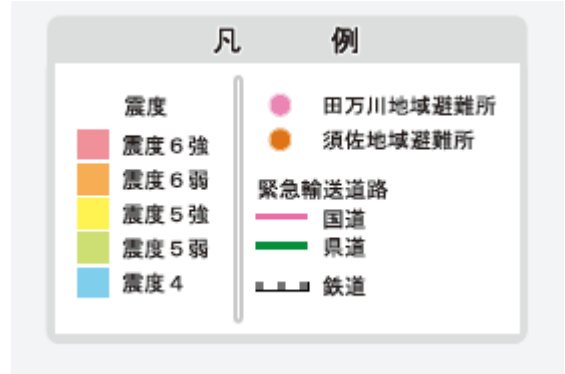 凡 例
震度
震度6強
震度6弱
震度5強
震度5弱
震度4
田万川地域避難所
須佐地域避難所
緊急輸送道路
国道
県道
鉄道